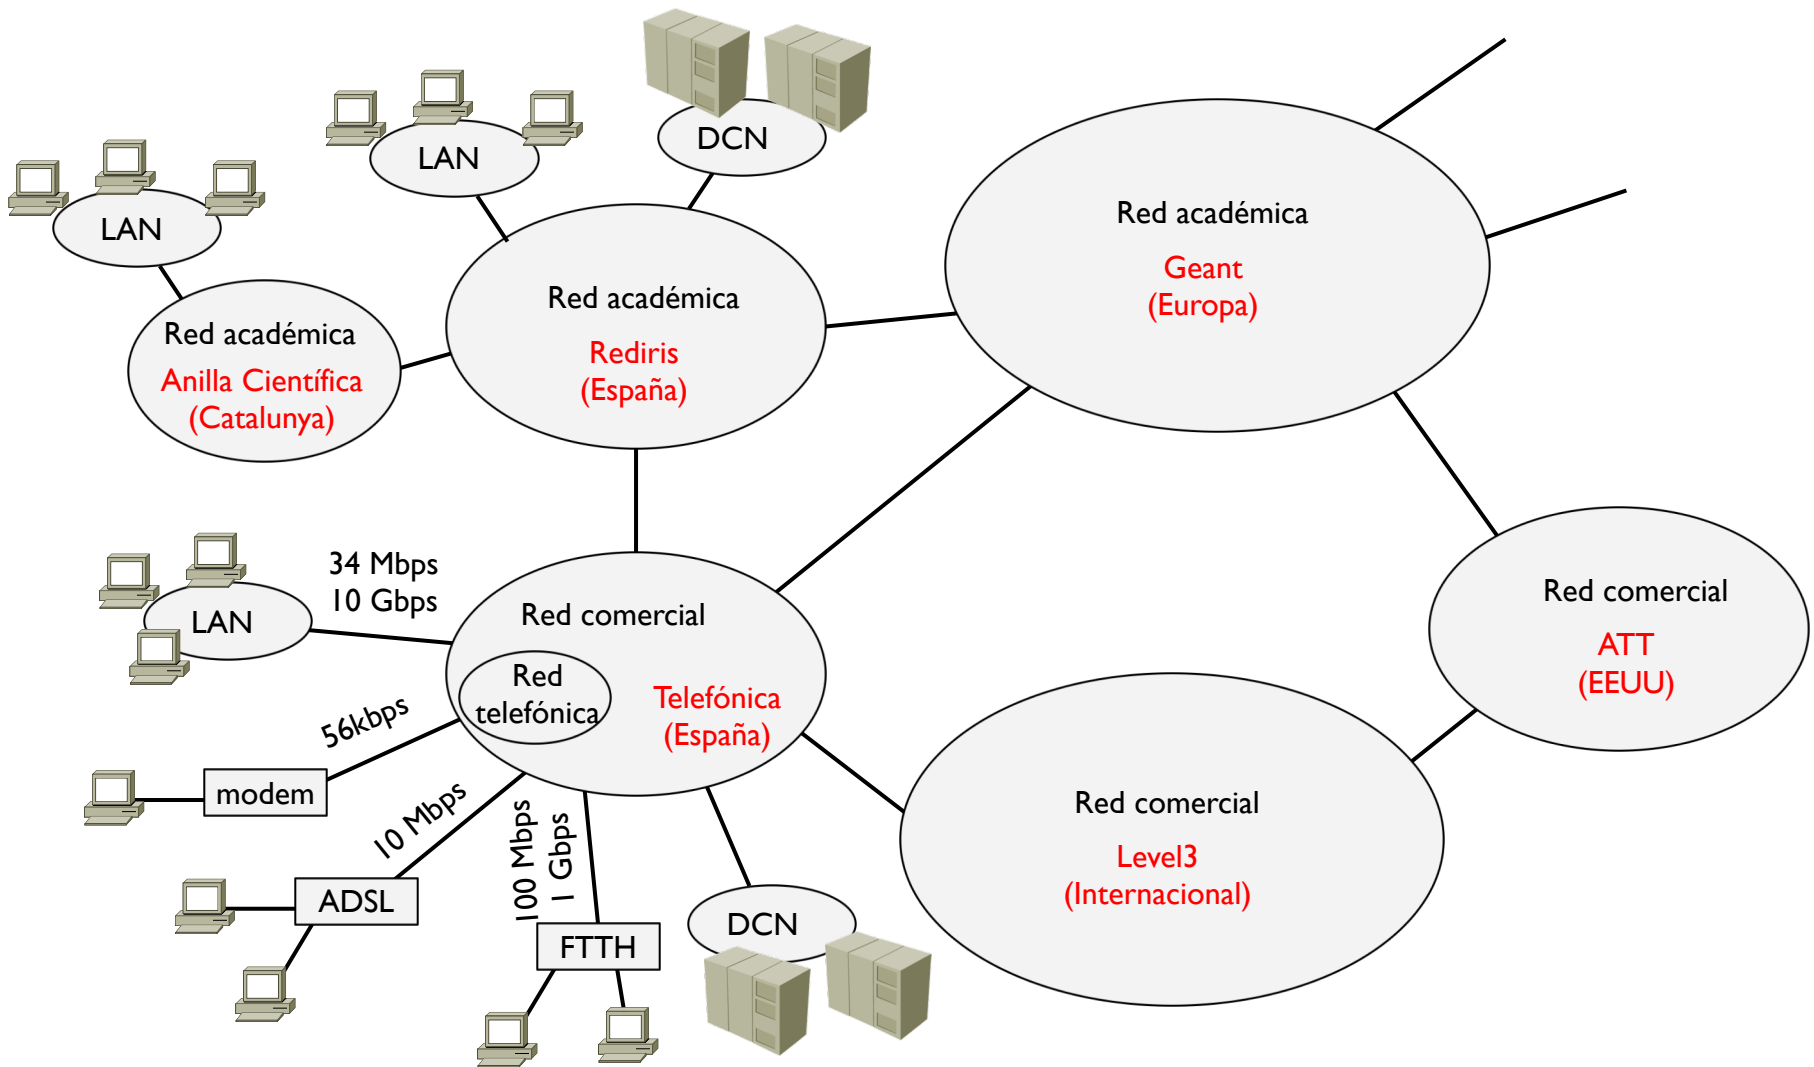 DCN
LAN
LAN
Red académica
Geant
(Europa)
Red académica
Rediris
(España)
Red académica
Anilla Científica
(Catalunya)
34 Mbps
10 Gbps
LAN
Red comercial
Red
telefónica
Telefónica
(España)
Red comercial
ATT
(EEUU)
56kbps
modem
10 Mbps
100 Mbps
1 Gbps
Red comercial
Level3
(Internacional)
ADSL
FTTH
DCN